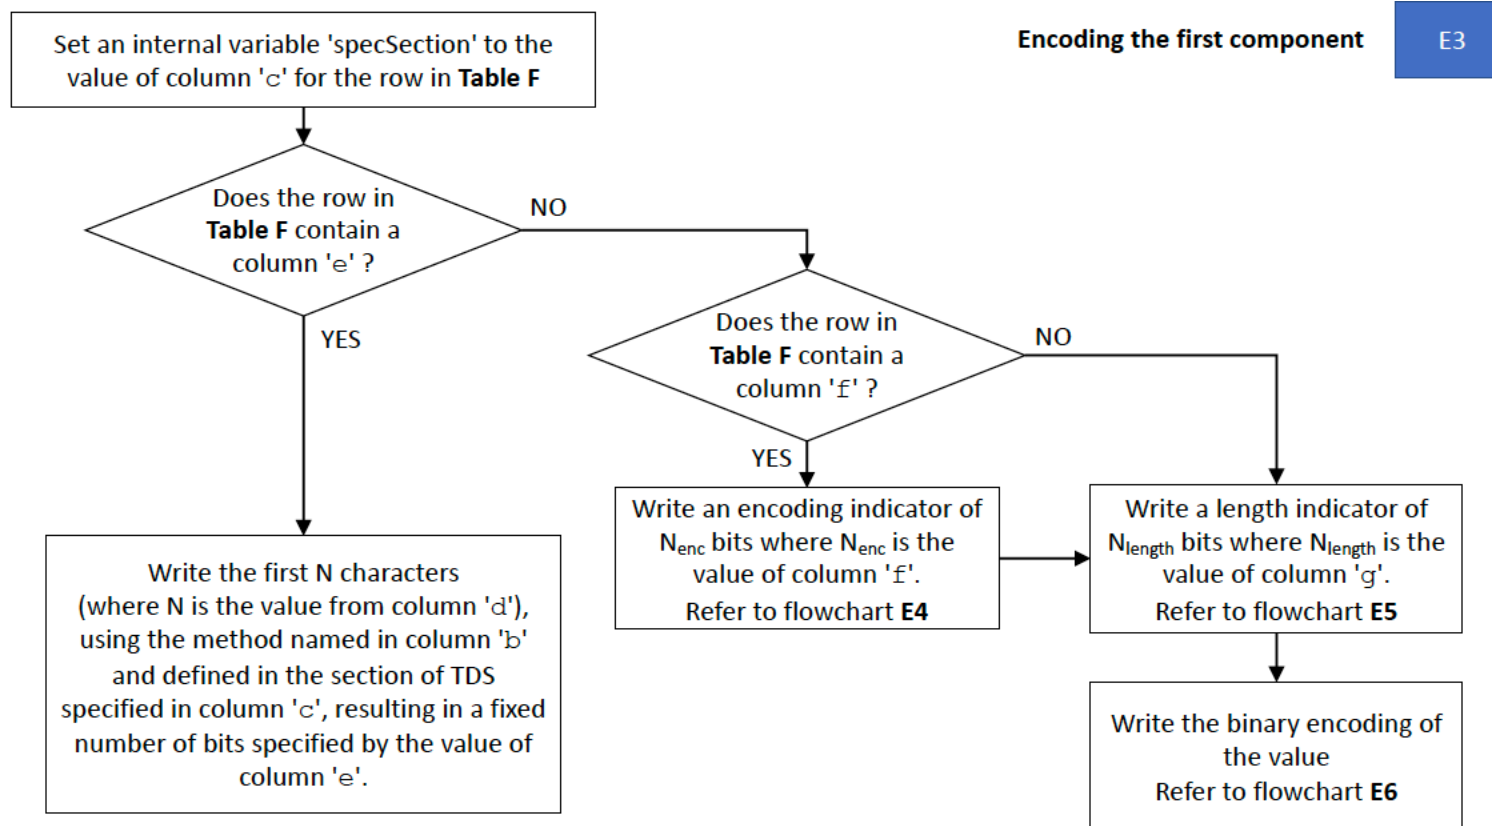 Encoding the first component
E3
Set an internal variable 'specSection' to the
value of column 'c' for the row in Table F
Does the row in
Table F contain a
column 'e' ?
NO
YES
Does the row in
Table F contain a
column 'f' ?
NO
YES
Write the first N characters
(where N is the value from column 'd'),
using the method named in column 'b'
and defined in the section of TDS
specified in column 'c', resulting in a fixed
number of bits specified by the value of
column 'e'.
Write an encoding indicator of
Nenc bits where Nenc is the
value of column 'f'.
Refer to flowchart E4
Write a length indicator of
Nlength bits where Nlength is the
value of column 'g'.
Refer to flowchart E5
Write the binary encoding of
the value
Refer to flowchart E6